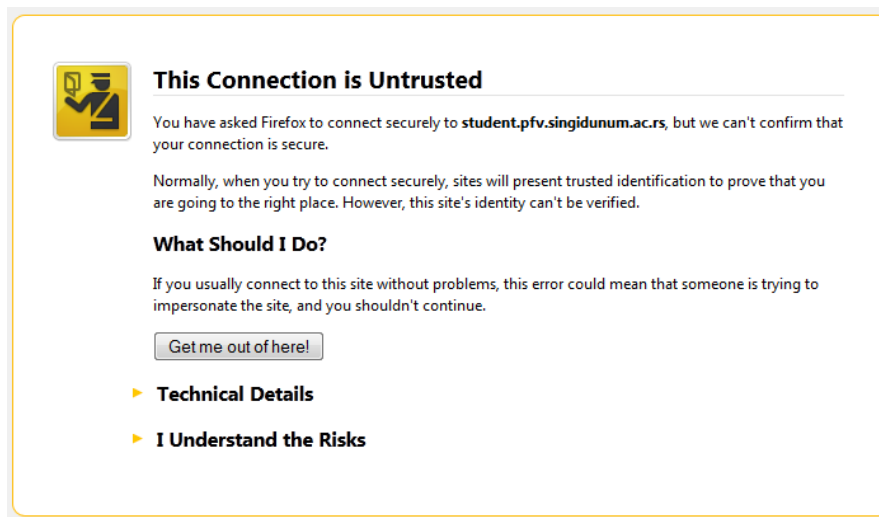 This Connection is Untrusted
You have asked Firefox to connect securely to student.pfv.singidunum.ac.rs, but we can't confirm that
your connection is secure.
Normally, when you try to connect securely, sites will present trusted identification to prove that you
are going to the right place. However, this site's identity can't be verified.
What Should I Do?
If you usually connect to this site without problems, this error could mean that someone is trying to
impersonate the site, and you shouldn't continue.
Get me out of here!
Technical Details
I Understand the Risks